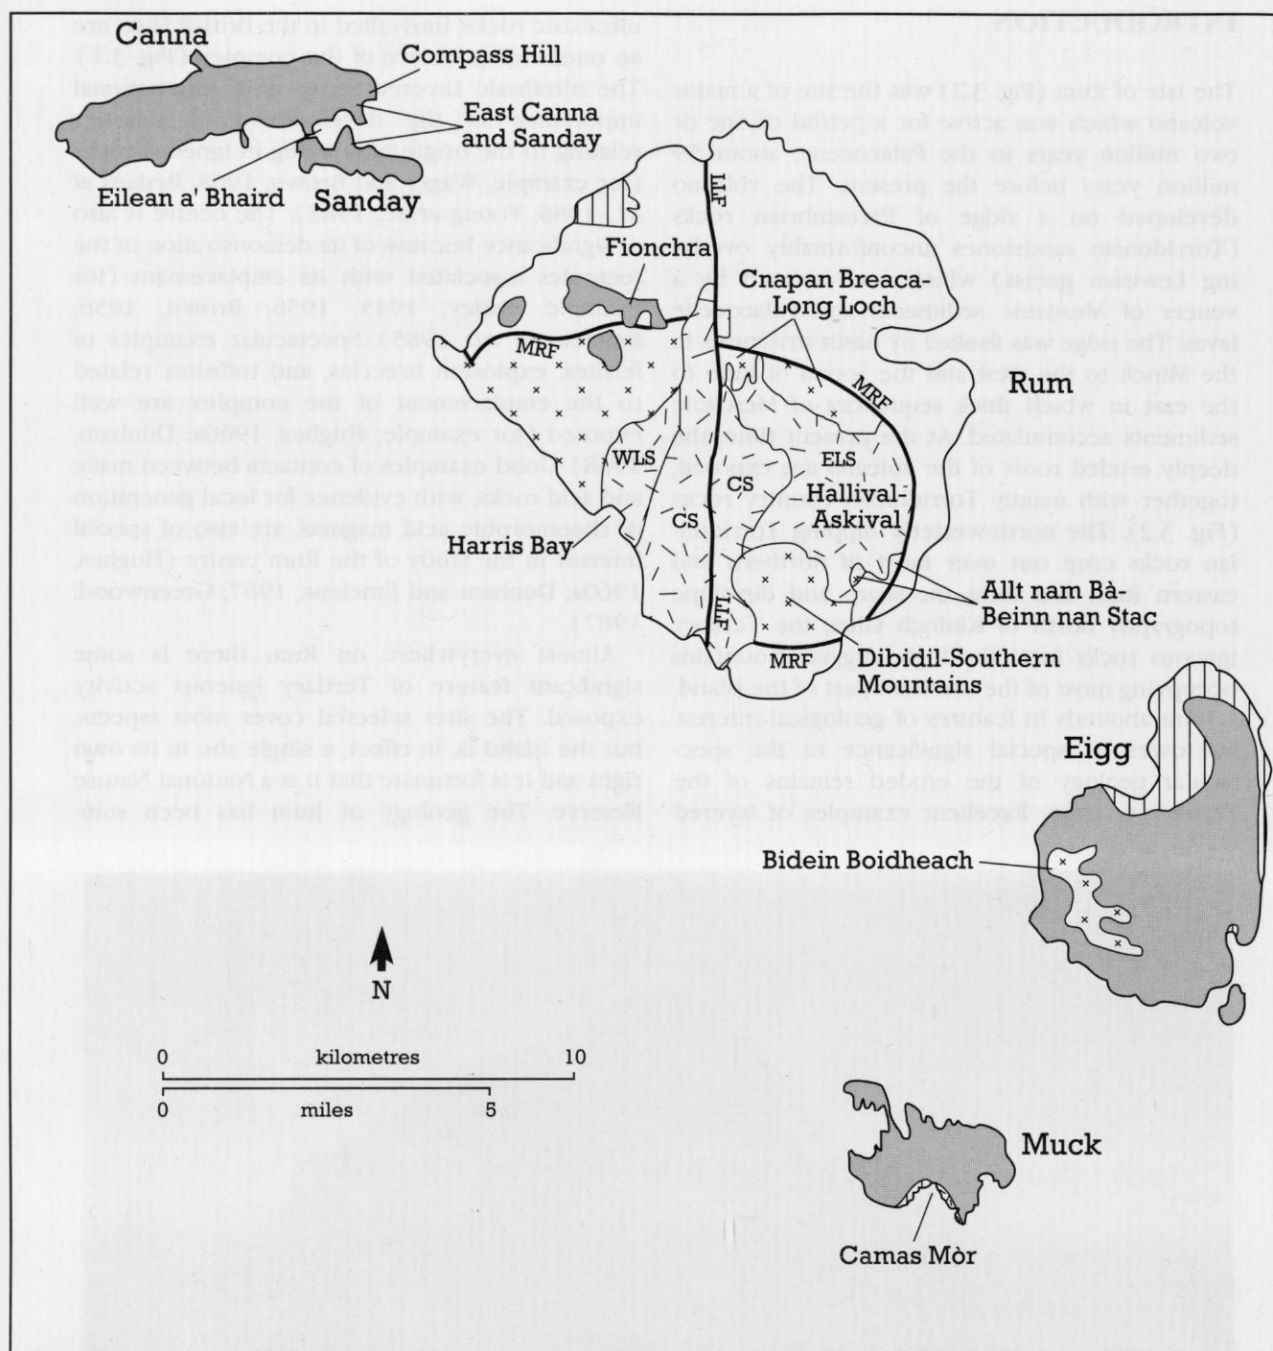 Canna
Compass Hill
East Canna
and Sanday
Eilean a' Bhaird
Sanday
LLF
Fionchra
Cnapan Breaca-
Long Loch
MRF
MRF
Rum
WLS
ELS
CS
Hallival-
Askival
CS
Harris Bay
Allt nam Bà-
Beinn nan Stac
LLF
MRF
Dibidil-Southern
Mountains
Eigg
Bidein Boidheach
N
0 kilometres 10
0 miles 5
Muck
Camas Mòr